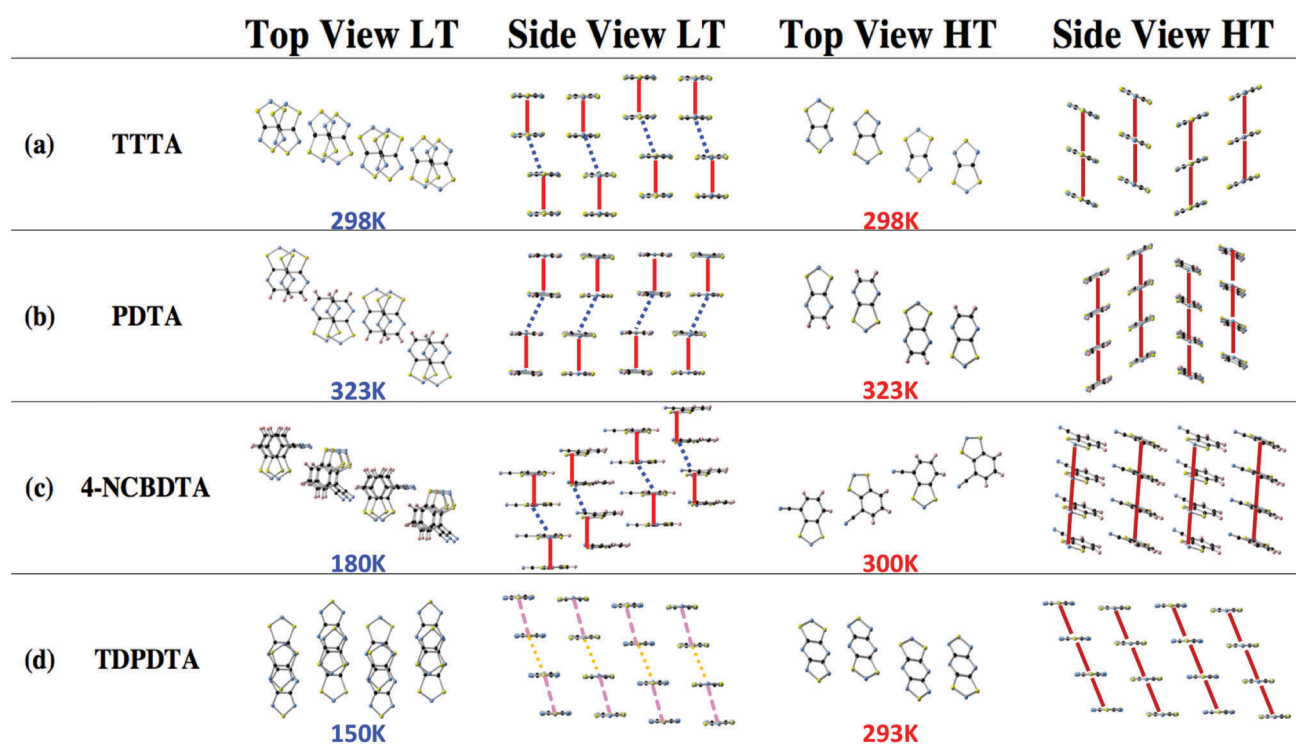 Top View LT Side View LT Top View HT Side View HT
(a) TTTA
298K 298K
(b) PDTA
323K 323K
(c) 4-NCBDTA
180K 300K
(d) TDPDTA
150K 293K